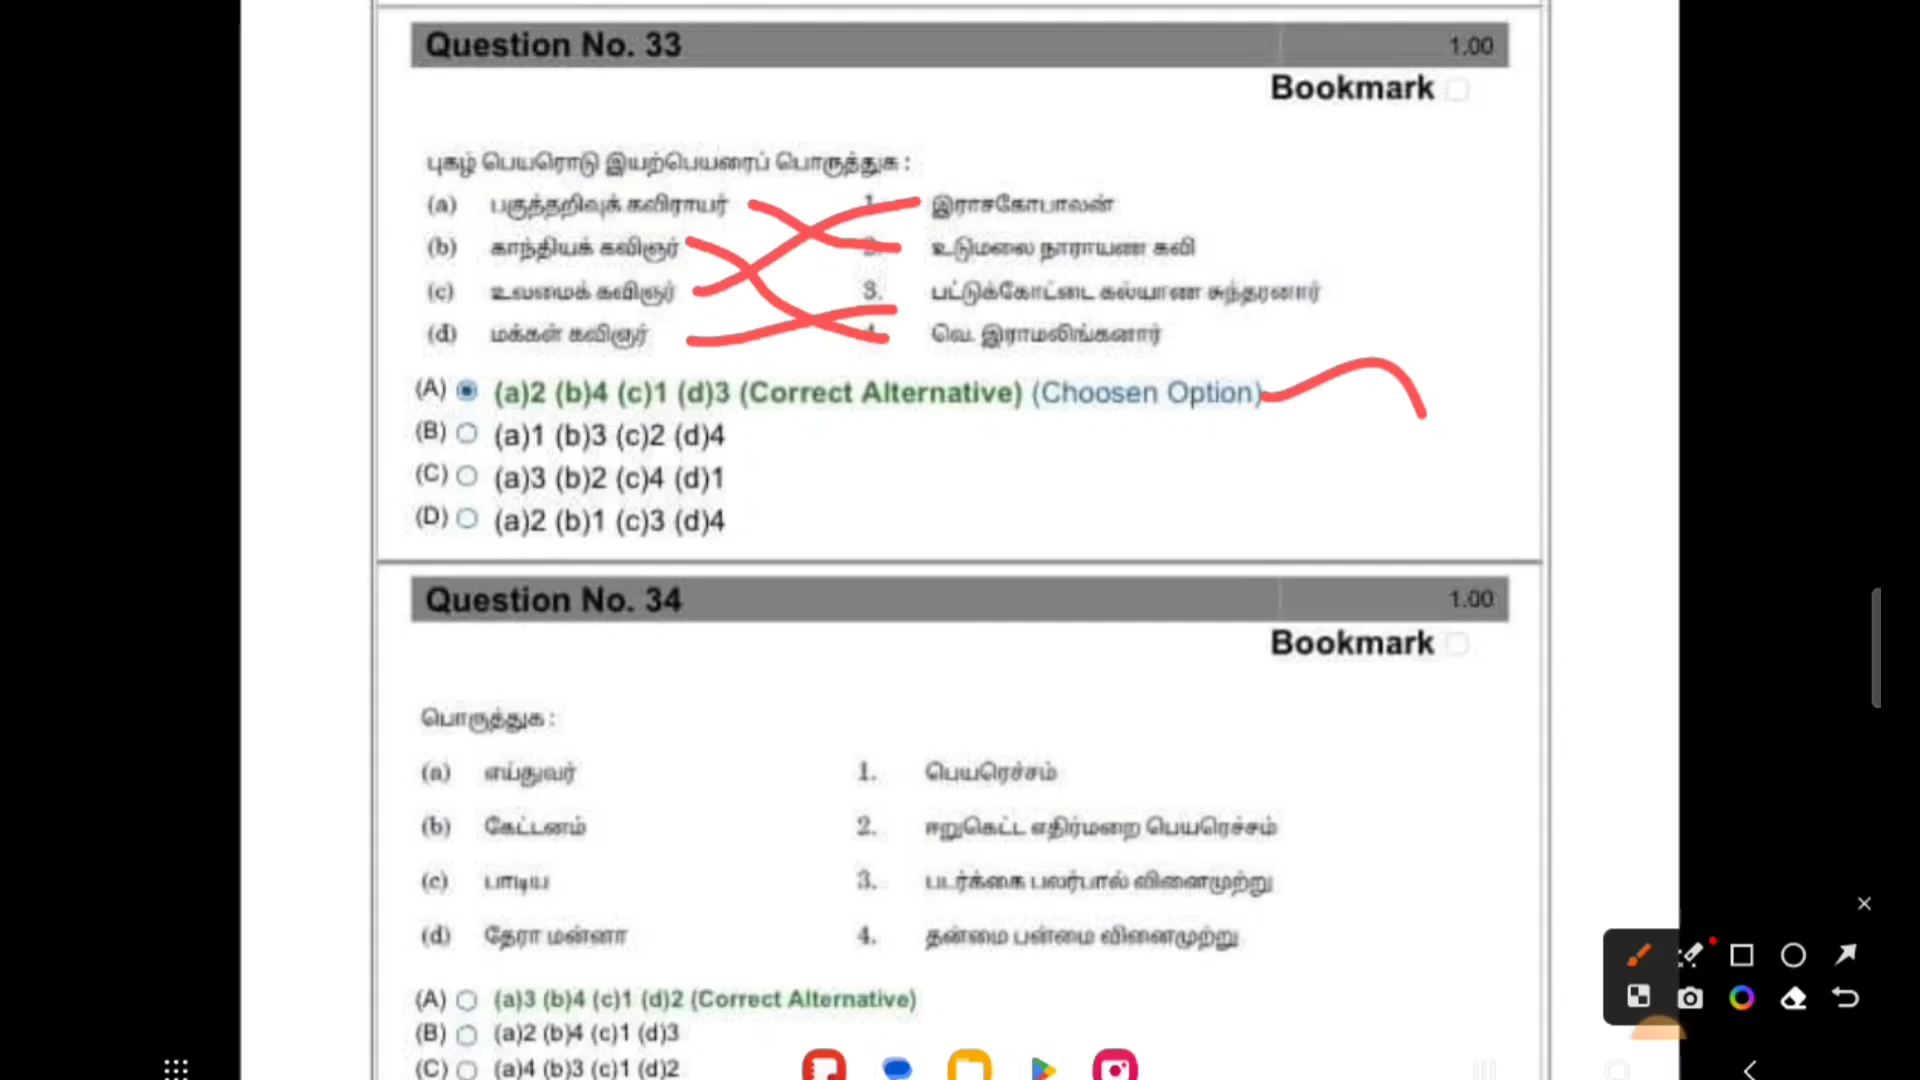 Question No. 33 1.00
Bookmark
புகழ் பெயரொடு இயற்பெயரைப் பொருத்துக :
(a) பகுத்தறிவுக் கவிராயர் 1. இராசகோபாலன்
(b) காந்தியக் கவிஞர் 2. உடுமலை நாராயண கவி
(c) உவமைக் கவிஞர் 3. பட்டுக்கோட்டை கல்யாண சுந்தரனார்
(d) மக்கள் கவிஞர் 4. வெ. இராமலிங்கனார்
(A) (a)2 (b)4 (c)1 (d)3 (Correct Alternative) (Choosen Option)
(B) (a)1 (b)3 (c)2 (d)4
(C) (a)3 (b)2 (c)4 (d)1
(D) (a)2 (b)1 (c)3 (d)4
Question No. 34 1.00
Bookmark
பொருத்துக :
(a) எய்துவர் 1. பெயரெச்சம்
(b) கேட்டனம் 2. ஈறுகெட்ட எதிர்மறை பெயரெச்சம்
(c) பாடிய 3. படர்க்கை பலர்பால் வினைமுற்று
(d) தேரா மன்னா 4. தன்மை பன்மை வினைமுற்று
(A) (a)3 (b)4 (c)1 (d)2 (Correct Alternative)
(B) (a)2 (b)4 (c)1 (d)3
(C) (a)4 (b)3 (c)1 (d)2